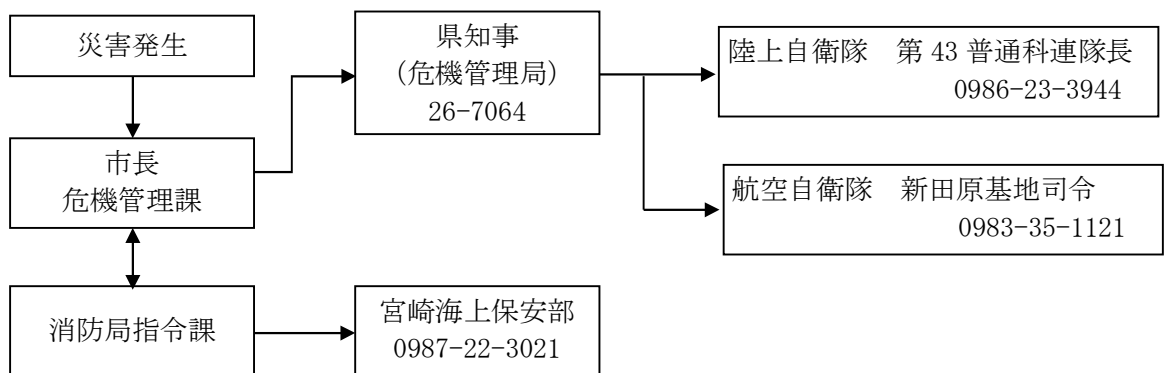 災害発生
県知事
(危機管理局)
26-7064
陸上自衛隊　第 43 普通科連隊長
0986-23-3944
市長
危機管理課
航空自衛隊　新田原基地司令
0983-35-1121
消防局指令課
宮崎海上保安部
0987-22-3021